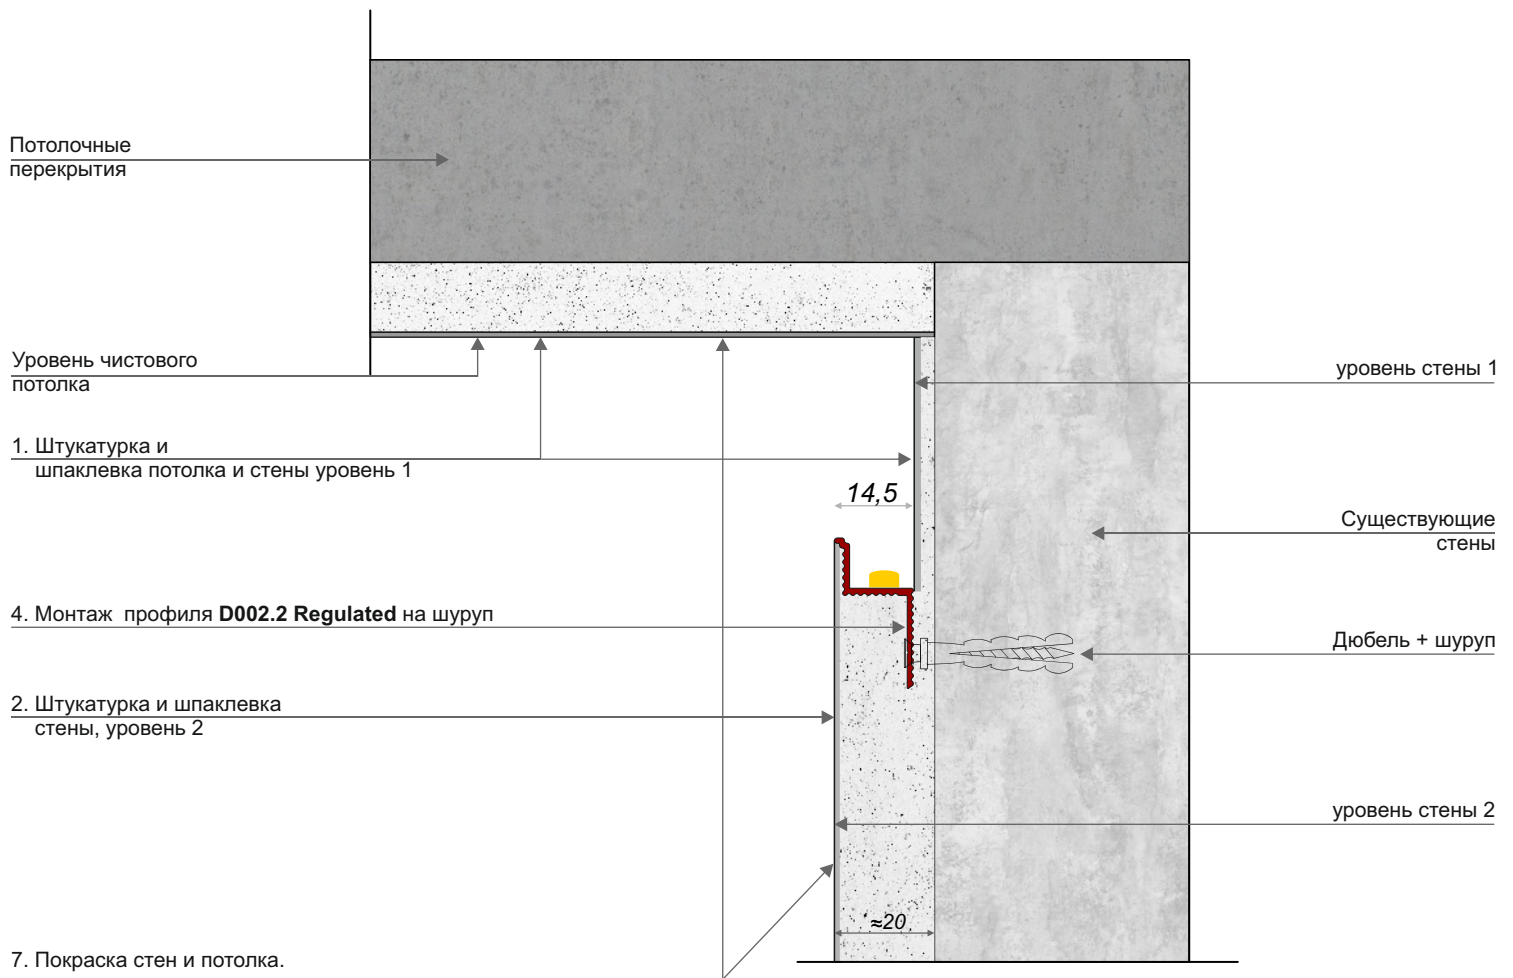 Потолочные
перекрытия
Уровень чистового
потолка
уровень стены 1
1. Штукатурка и
шпаклевка потолка и стены уровень 1
14,5
Существующие
стены
4. Монтаж профиля D002.2 Regulated на шуруп
Дюбель + шуруп
2. Штукатурка и шпаклевка
стены, уровень 2
уровень стены 2
≈20
7. Покраска стен и потолка.